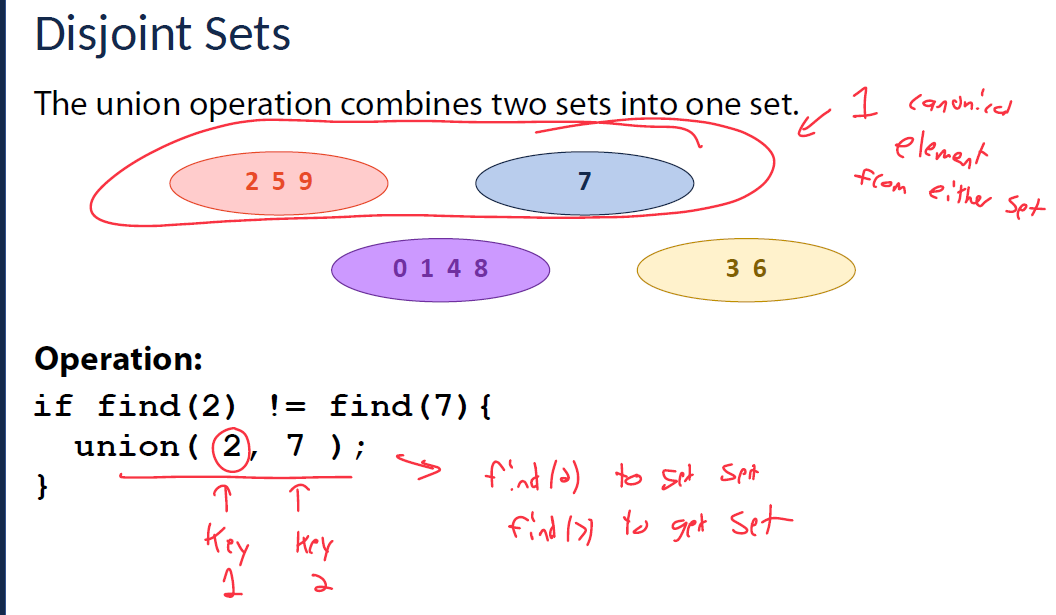 Disjoint Sets
The union operation combines two sets into one set.
1 canonical
element
from either set
2 5 9
7
0 1 4 8
3 6
Operation:
if find(2) != find(7){
union( 2, 7 );
}
find(2) to get set
find(7) to get set
Key
1
Key
2